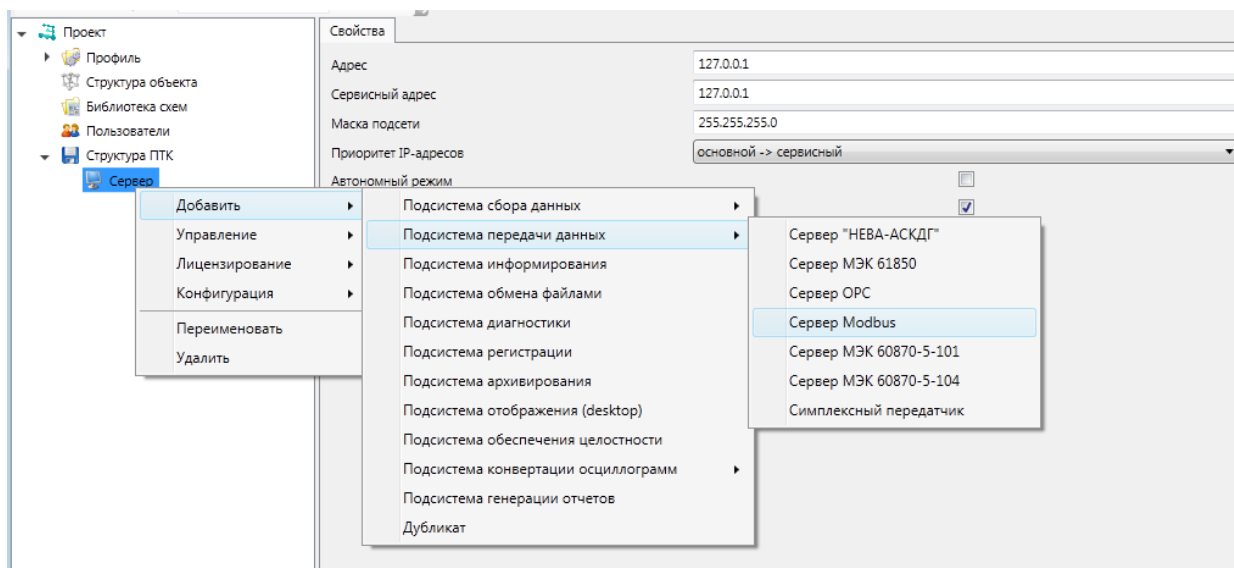 Проект
Профиль
Структура объекта
Библиотека схем
Пользователи
Структура ПТК
Сервер
Свойства
Адрес 127.0.0.1
Сервисный адрес 127.0.0.1
Маска подсети 255.255.255.0
Приоритет IP-адресов основной -> сервисный
Автономный режим
Добавить
Управление
Лицензирование
Конфигурация
Переименовать
Удалить
Подсистема сбора данных
Подсистема передачи данных
Подсистема информирования
Подсистема обмена файлами
Подсистема диагностики
Подсистема регистрации
Подсистема архивирования
Подсистема отображения (desktop)
Подсистема обеспечения целостности
Подсистема конвертации осциллограмм
Подсистема генерации отчетов
Дубликат
Сервер "НЕВА-АСКДГ"
Сервер МЭК 61850
Сервер OPC
Сервер Modbus
Сервер МЭК 60870-5-101
Сервер МЭК 60870-5-104
Симплексный передатчик